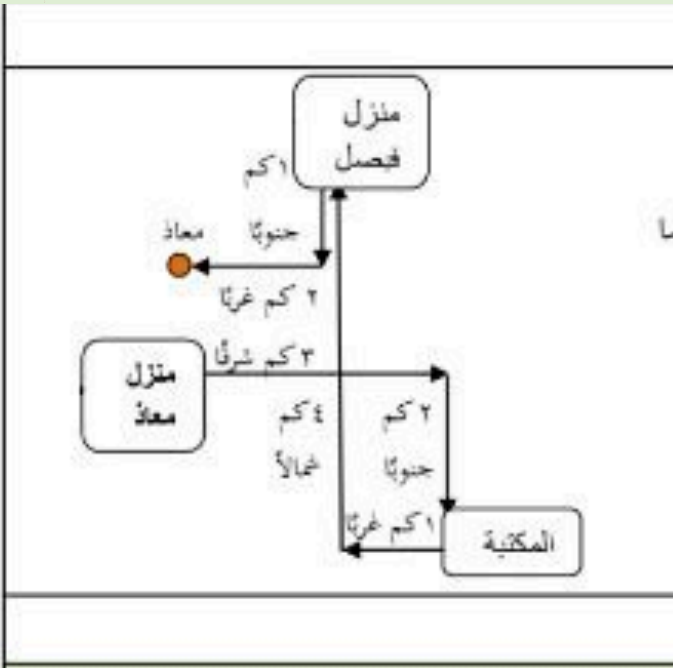 منزل
فيصل
١ كم
جنوبًا
معاذ
٢ كم غربًا
٣ كم شرقًا
منزل
معاذ
٤ كم
شمالاً
٢ كم
جنوبًا
١ كم غربًا
المكتبة